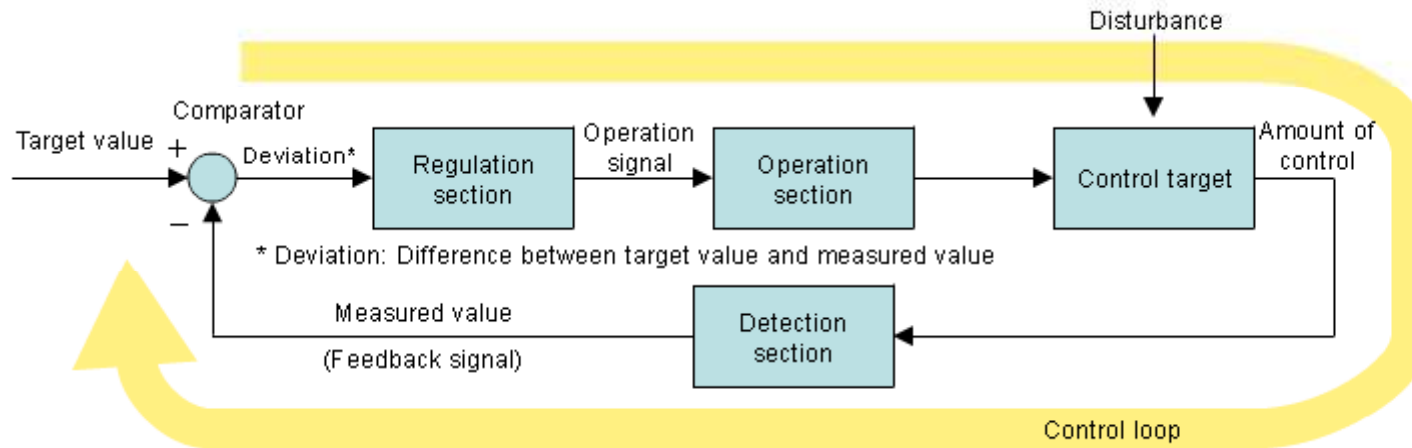 Disturbance
Comparator
Target value
+
Deviation*
Regulation
section
Operation
signal
Operation
section
Control target
Amount of
control
−
* Deviation: Difference between target value and measured value
Measured value
(Feedback signal)
Detection
section
Control loop